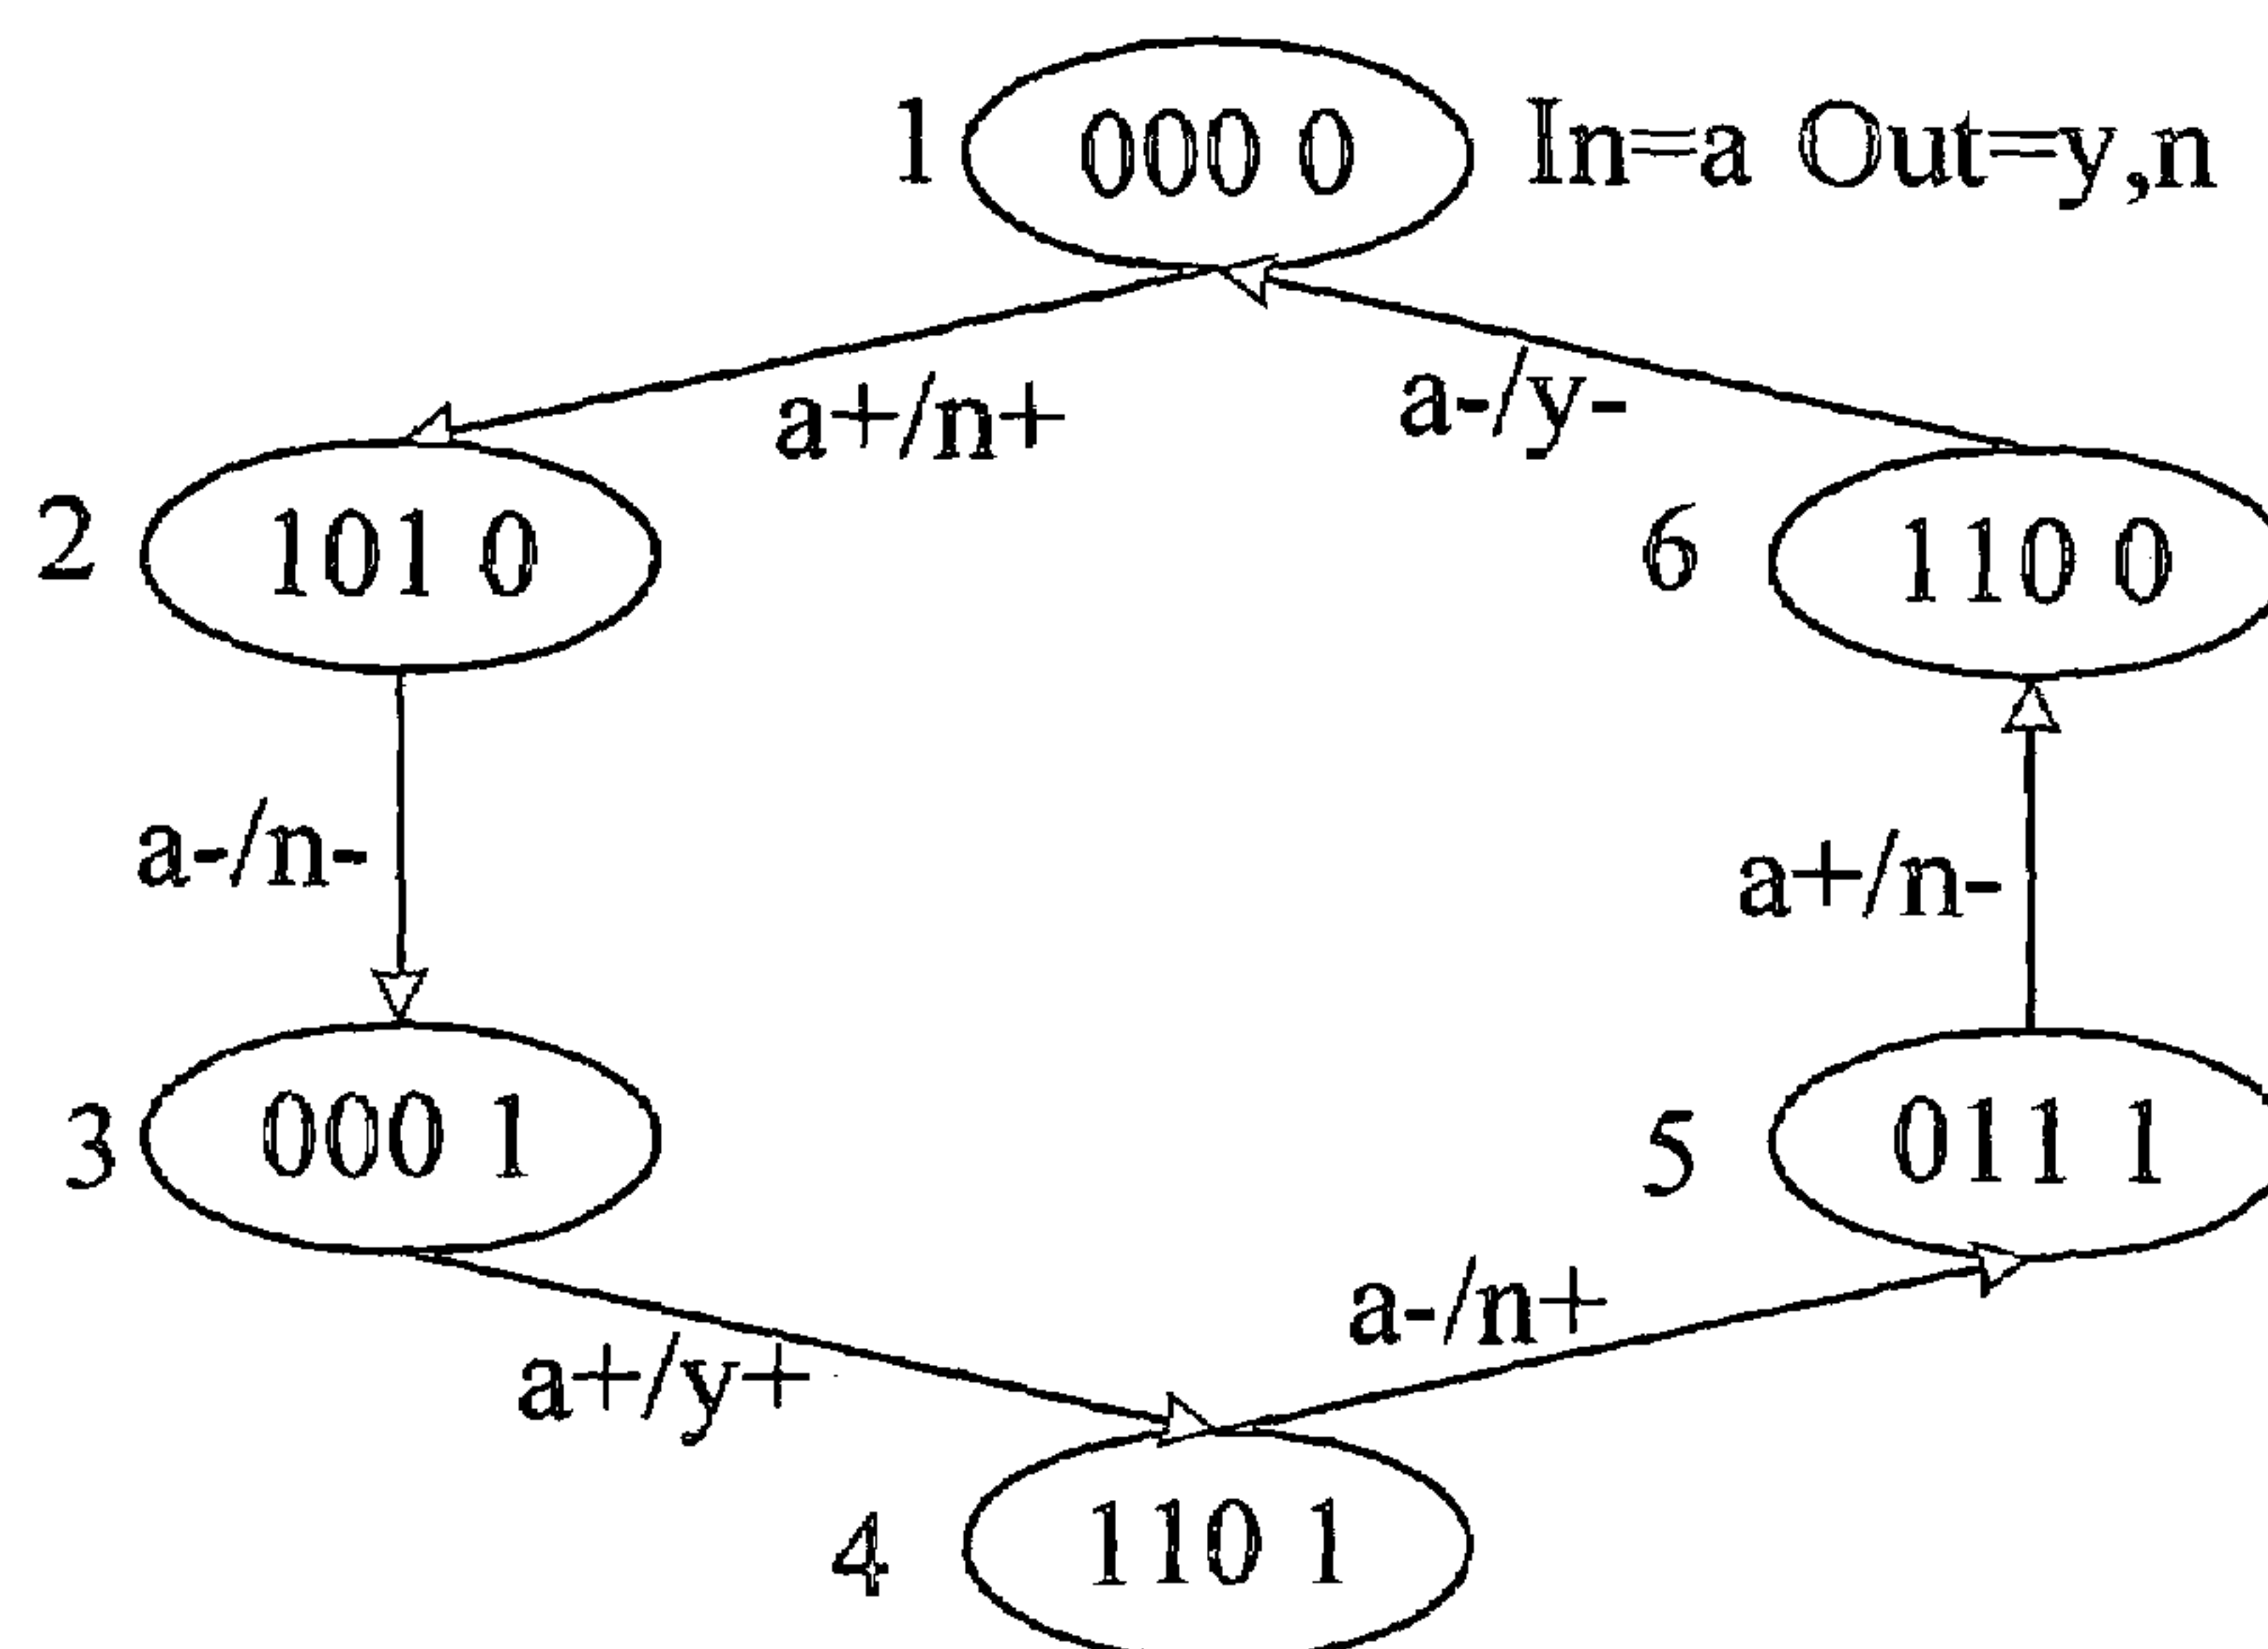 1 000 0 In=a Out=y,n
a+/n+ a-/y-
2 101 0 6 110 0
a-/n- a+/n-
3 000 1 5 011 1
a+/y+ a-/n+
4 110 1